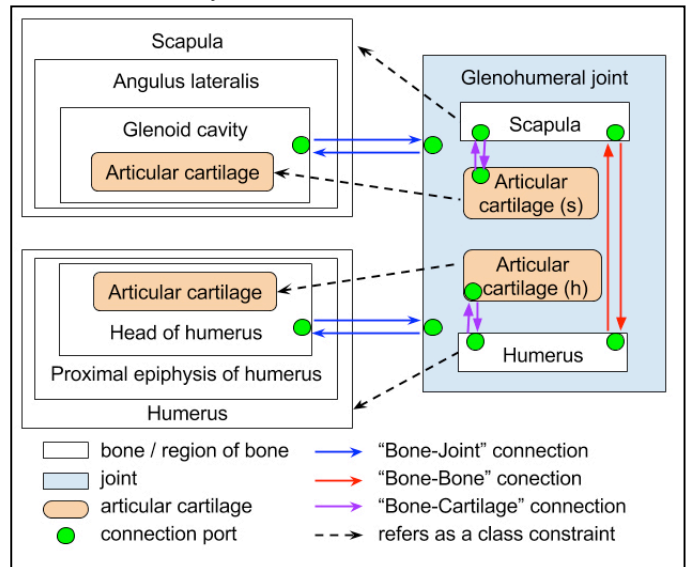 Scapula
Angulus lateralis
Glenoid cavity
Articular cartilage
Glenohumeral joint
Scapula
Articular
cartilage (s)
Articular
cartilage (h)
Humerus
Articular cartilage
Head of humerus
Proximal epiphysis of humerus
Humerus
bone / region of bone
joint
articular cartilage
connection port
“Bone-Joint” connection
“Bone-Bone” conection
“Bone-Cartilage” connection
refers as a class constraint